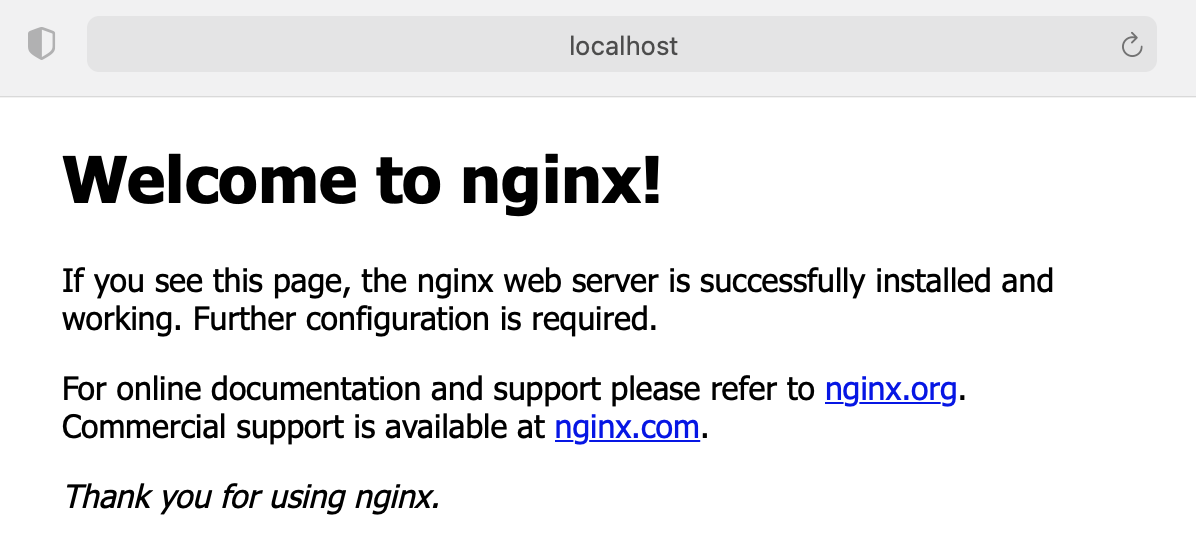 localhost
Welcome to nginx!
If you see this page, the nginx web server is successfully installed and
working. Further configuration is required.
For online documentation and support please refer to nginx.org.
Commercial support is available at nginx.com.
Thank you for using nginx.